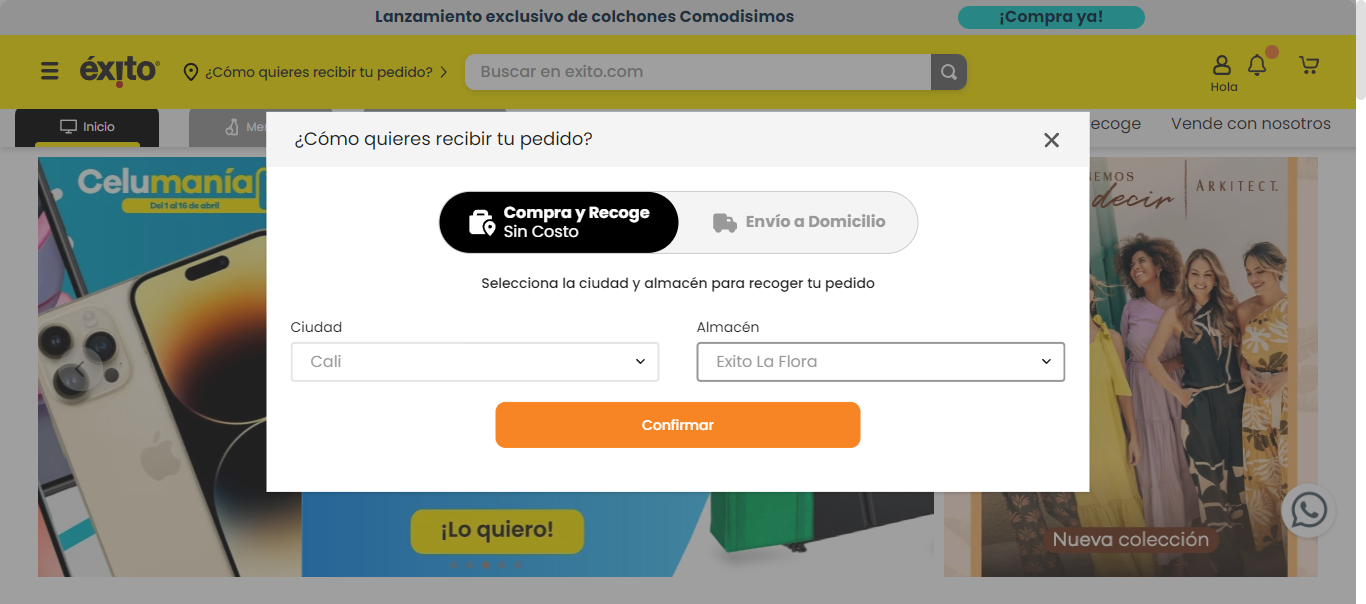 Lanzamiento exclusivo de colchones Comodisimos
¡Compra ya!
éxito
¿Cómo quieres recibir tu pedido?
Buscar en exito.com
Hola
Inicio
Vende con nosotros
¿Cómo quieres recibir tu pedido?
Celumanía
Del 1 al 16 de abril
decir
ARKITECT.
Compra y Recoge
Sin Costo
Envío a Domicilio
Selecciona la ciudad y almacén para recoger tu pedido
Ciudad
Almacén
Cali
Exito La Flora
Confirmar
¡Lo quiero!
Nueva colección